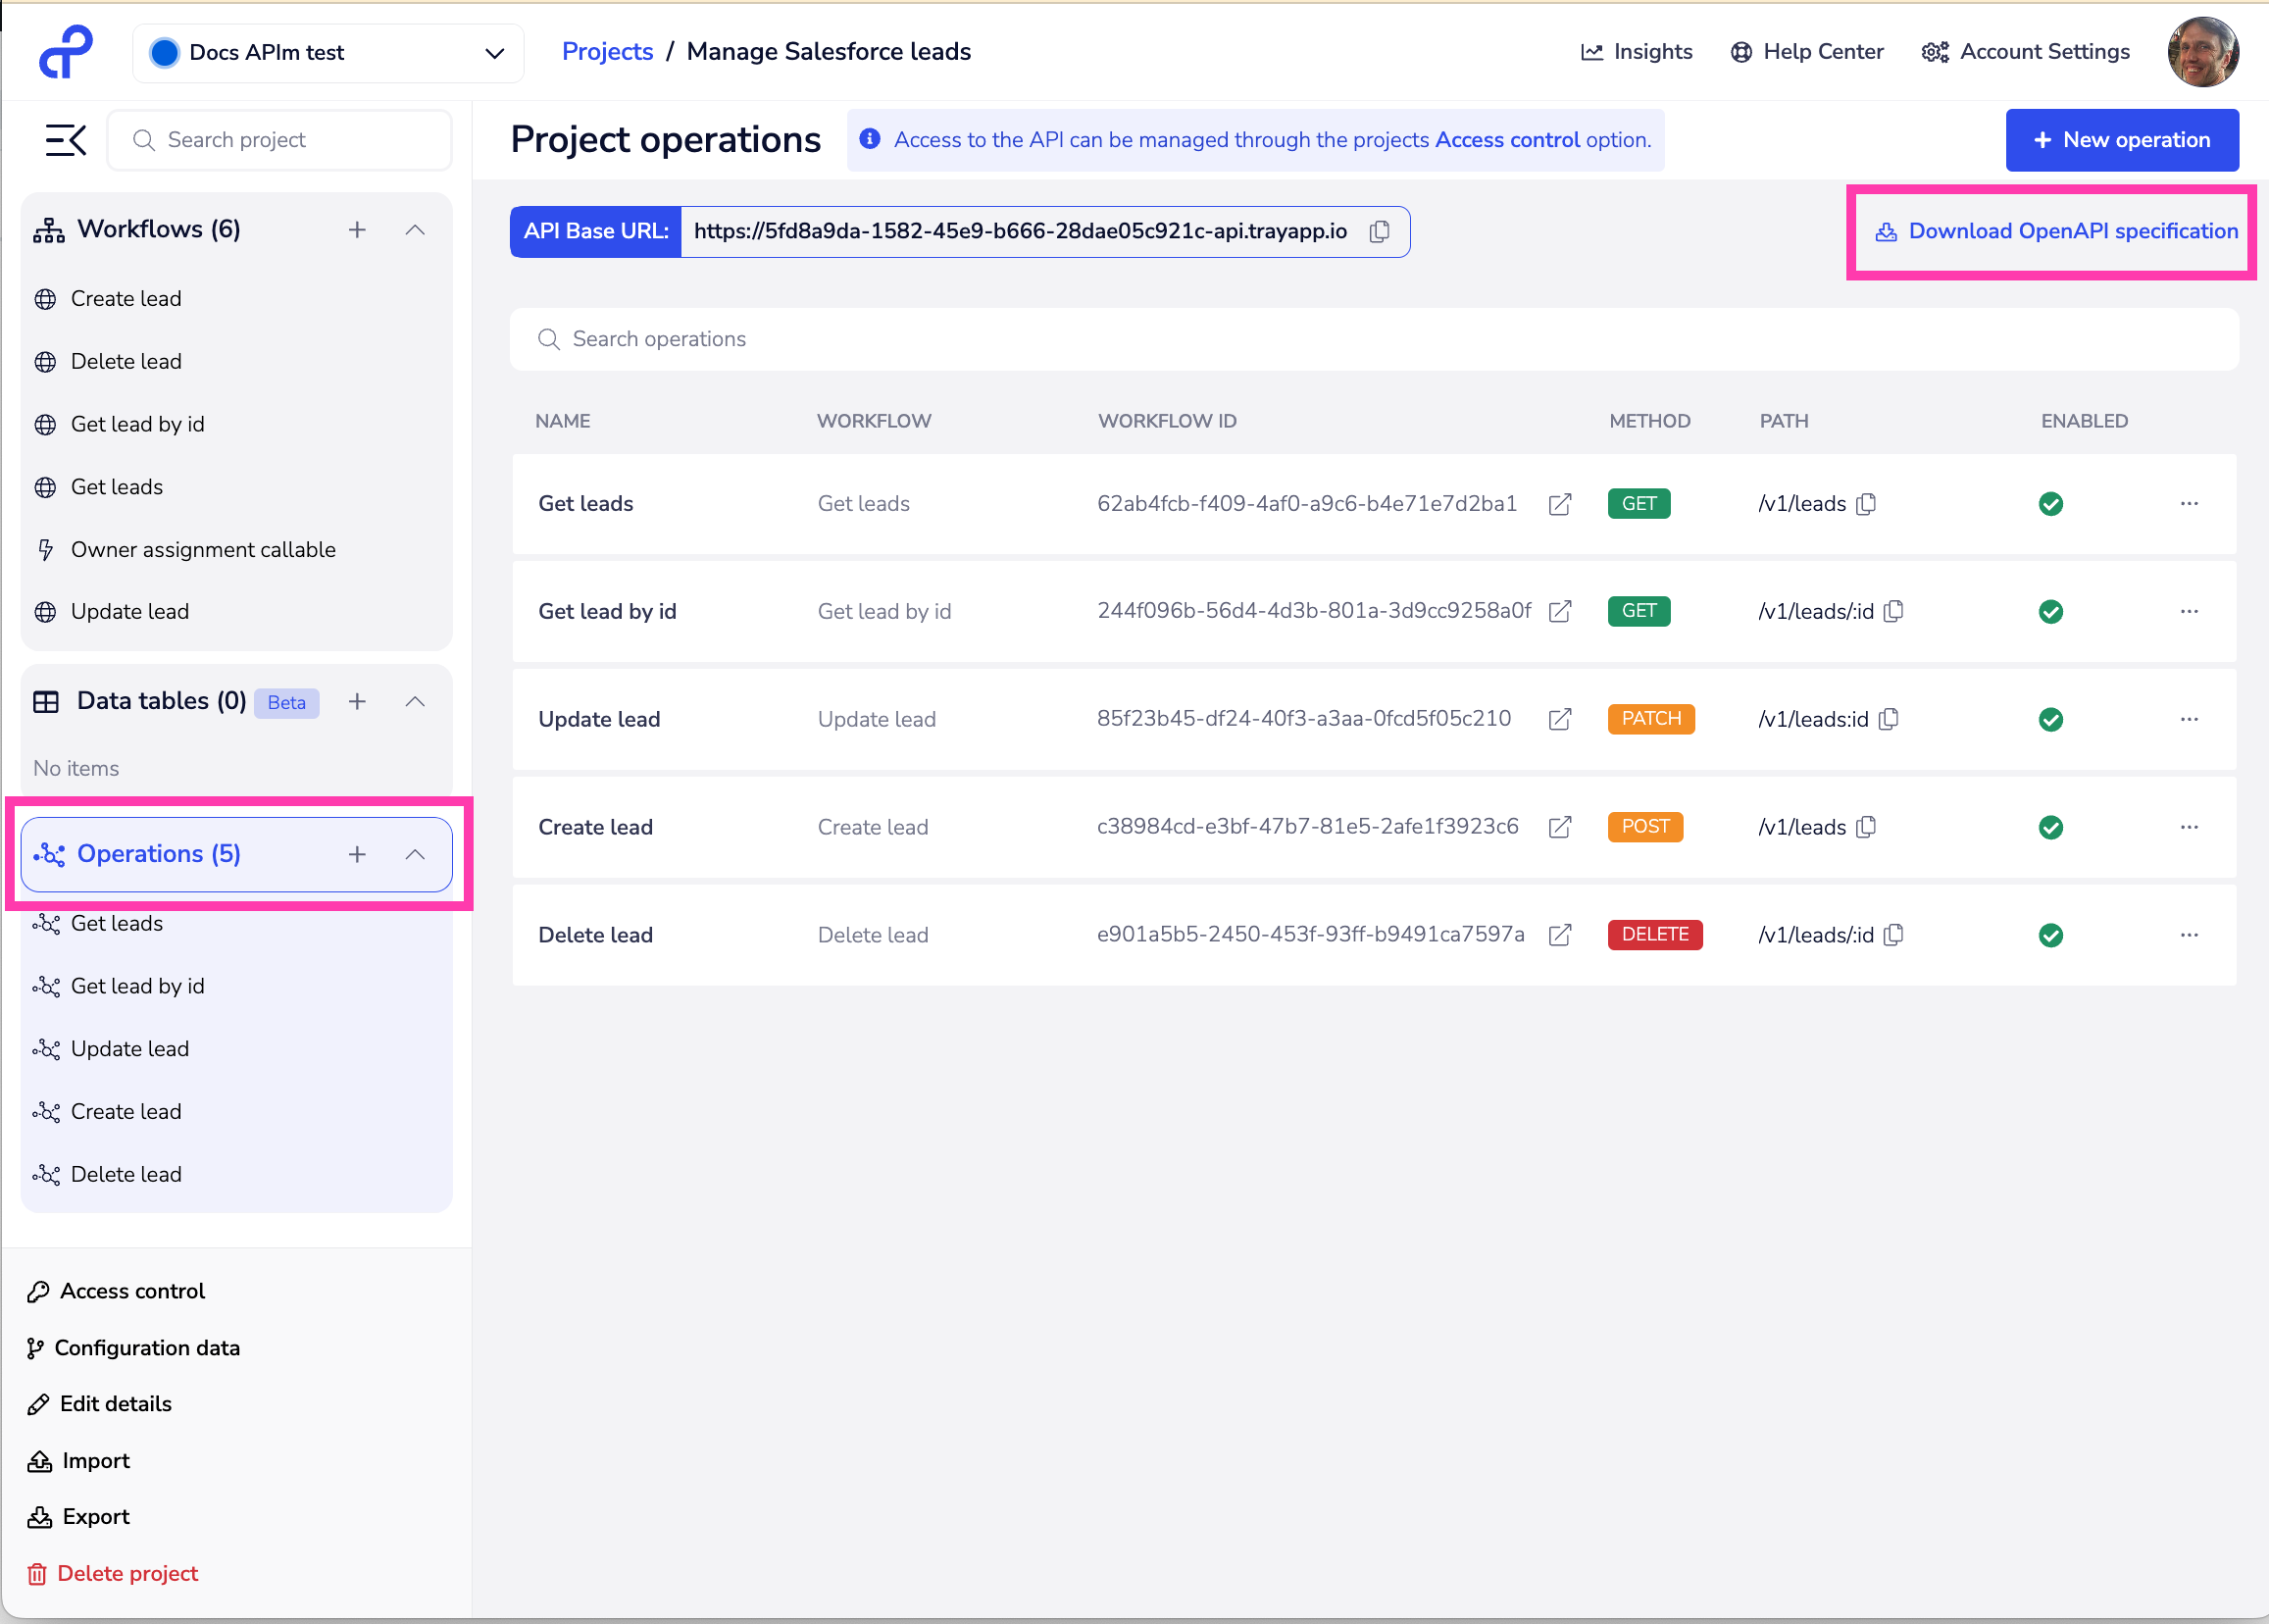 Docs APIm test
Projects / Manage Salesforce leads
Insights
Help Center
Account Settings
Search project
Workflows (6)
Create lead
Delete lead
Get lead by id
Get leads
Owner assignment callable
Update lead
Data tables (0) Beta
No items
Operations (5)
Get leads
Get lead by id
Update lead
Create lead
Delete lead
Access control
Configuration data
Edit details
Import
Export
Delete project
Project operations
Access to the API can be managed through the projects Access control option.
+ New operation
API Base URL: https://5fd8a9da-1582-45e9-b666-28dae05c921c-api.trayapp.io
Download OpenAPI specification
Search operations
NAME WORKFLOW WORKFLOW ID METHOD PATH ENABLED
Get leads Get leads 62ab4fcb-f409-4af0-a9c6-b4e71e7d2ba1 GET /v1/leads
Get lead by id Get lead by id 244f096b-56d4-4d3b-801a-3d9cc9258a0f GET /v1/leads/:id
Update lead Update lead 85f23b45-df24-40f3-a3aa-0fcd5f05c210 PATCH /v1/leads:id
Create lead Create lead c38984cd-e3bf-47b7-81e5-2afe1f3923c6 POST /v1/leads
Delete lead Delete lead e901a5b5-2450-453f-93ff-b9491ca7597a DELETE /v1/leads/:id